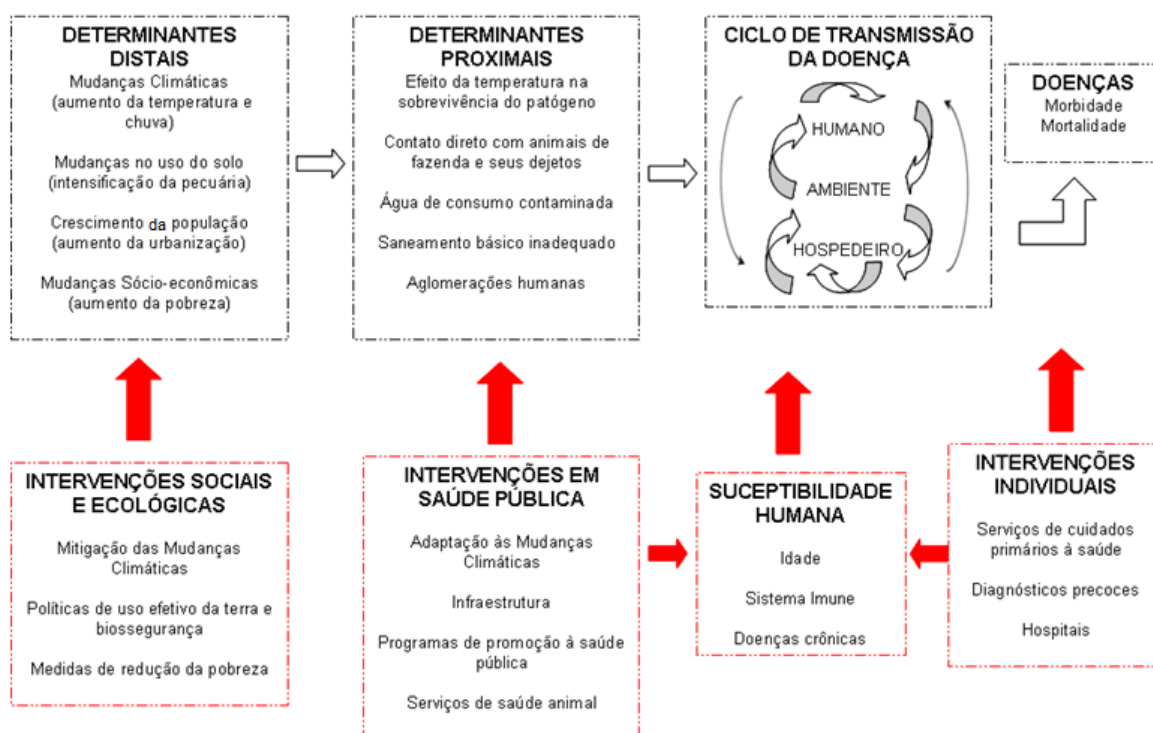 DETERMINANTES
DISTAIS
Mudanças Climáticas
(aumento da temperatura e
chuva)
Mudanças no uso do solo
(intensificação da pecuária)
Crescimento da população
(aumento da urbanização)
Mudanças Sócio-econômicas
(aumento da pobreza)
DETERMINANTES
PROXIMAIS
Efeito da temperatura na
sobrevivência do patógeno
Contato direto com animais de
fazenda e seus dejetos
Água de consumo contaminada
Saneamento básico inadequado
Aglomerações humanas
CICLO DE TRANSMISSÃO
DA DOENÇA
HUMANO
AMBIENTE
HOSPEDEIRO
DOENÇAS
Morbidade
Mortalidade
INTERVENÇÕES SOCIAIS
E ECOLÓGICAS
Mitigação das Mudanças
Climáticas
Políticas de uso efetivo da terra e
biossegurança
Medidas de redução da pobreza
INTERVENÇÕES EM
SAÚDE PÚBLICA
Adaptação às Mudanças
Climáticas
Infraestrutura
Programas de promoção à saúde
pública
Serviços de saúde animal
SUCEPTIBILIDADE
HUMANA
Idade
Sistema Imune
Doenças crônicas
INTERVENÇÕES
INDIVIDUAIS
Serviços de cuidados
primários à saúde
Diagnósticos precoces
Hospitais